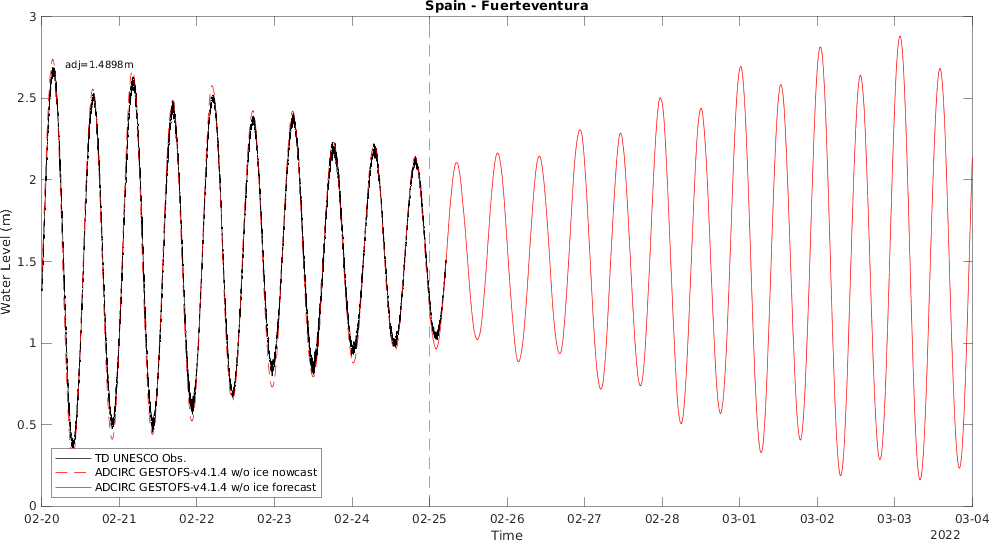 Spain - Fuerteventura
adj=1.4898m
3
2.5
2
1.5
1
0.5
0
Water Level (m)
TD UNESCO Obs.
ADCIRC GESTOFS-v4.1.4 w/o ice nowcast
ADCIRC GESTOFS-v4.1.4 w/o ice forecast
02-20 02-21 02-22 02-23 02-24 02-25 02-26 02-27 02-28 03-01 03-02 03-03 03-04
Time
2022